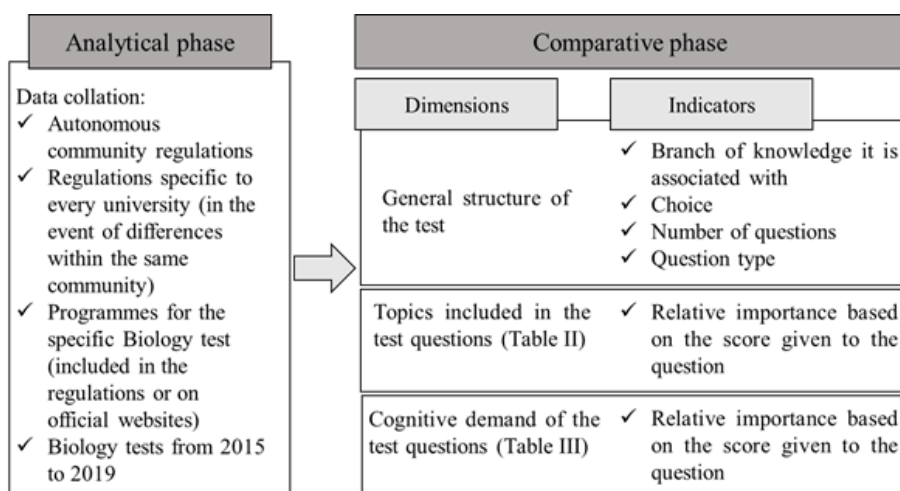 Analytical phase
Data collation:
✓ Autonomous
community regulations
✓ Regulations specific to
every university (in the
event of differences
within the same
community)
✓ Programmes for the
specific Biology test
(included in the
regulations or on
official websites)
✓ Biology tests from 2015
to 2019
Comparative phase
Dimensions
Indicators
General structure of
the test
✓ Branch of knowledge it is
associated with
✓ Choice
✓ Number of questions
✓ Question type
Topics included in the
test questions (Table II)
✓ Relative importance based
on the score given to the
question
Cognitive demand of the
test questions (Table III)
✓ Relative importance based
on the score given to the
question